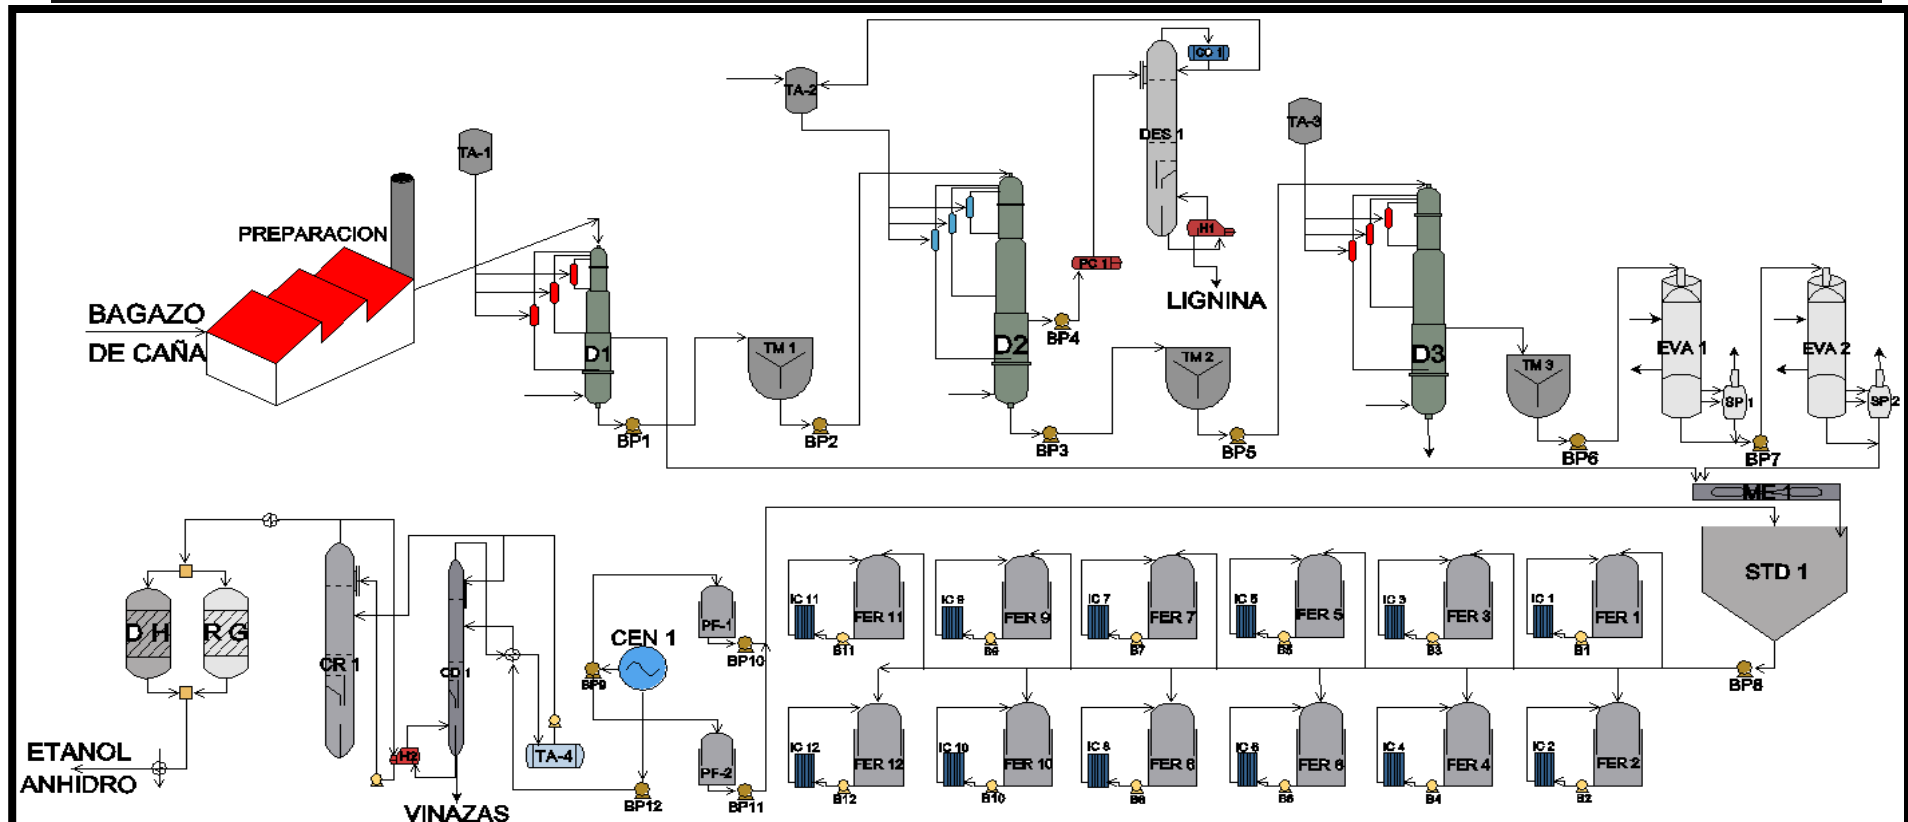 CO 1
TA-2
TA-3
DES 1
TA-1
PREPARACION
H1
PC 1
LIGNINA
BAGAZO
DE CAÑA
D1
TM 1
D2
BP4
TM 2
D3
TM 3
EVA 1
SP 1
EVA 2
SP 2
BP1
BP2
BP3
BP5
BP6
BP7
ME 1
STD 1
IC 11
FER 11
B11
IC 9
FER 9
B9
IC 7
FER 7
B7
IC 5
FER 5
B5
IC 3
FER 3
B3
IC 1
FER 1
B1
D H
R G
CR 1
CD 1
CEN 1
PF-1
BP10
BP9
BP8
H2
TA-4
PF-2
BP12
BP11
IC 12
FER 12
B12
IC 10
FER 10
B10
IC 8
FER 8
B8
IC 6
FER 6
B6
IC 4
FER 4
B4
IC 2
FER 2
B2
ETANOL
ANHIDRO
VINAZAS